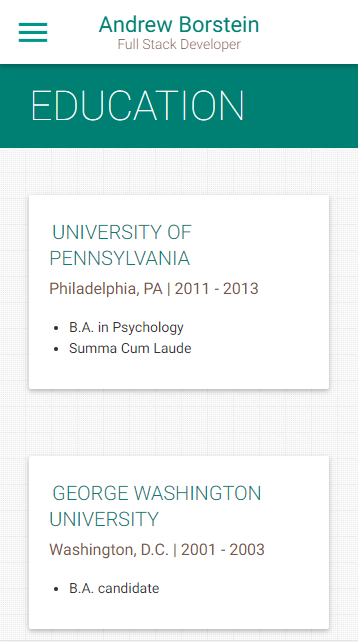 Andrew Borstein
Full Stack Developer
EDUCATION
UNIVERSITY OF
PENNSYLVANIA
Philadelphia, PA | 2011 - 2013
• B.A. in Psychology
• Summa Cum Laude
GEORGE WASHINGTON
UNIVERSITY
Washington, D.C. | 2001 - 2003
• B.A. candidate